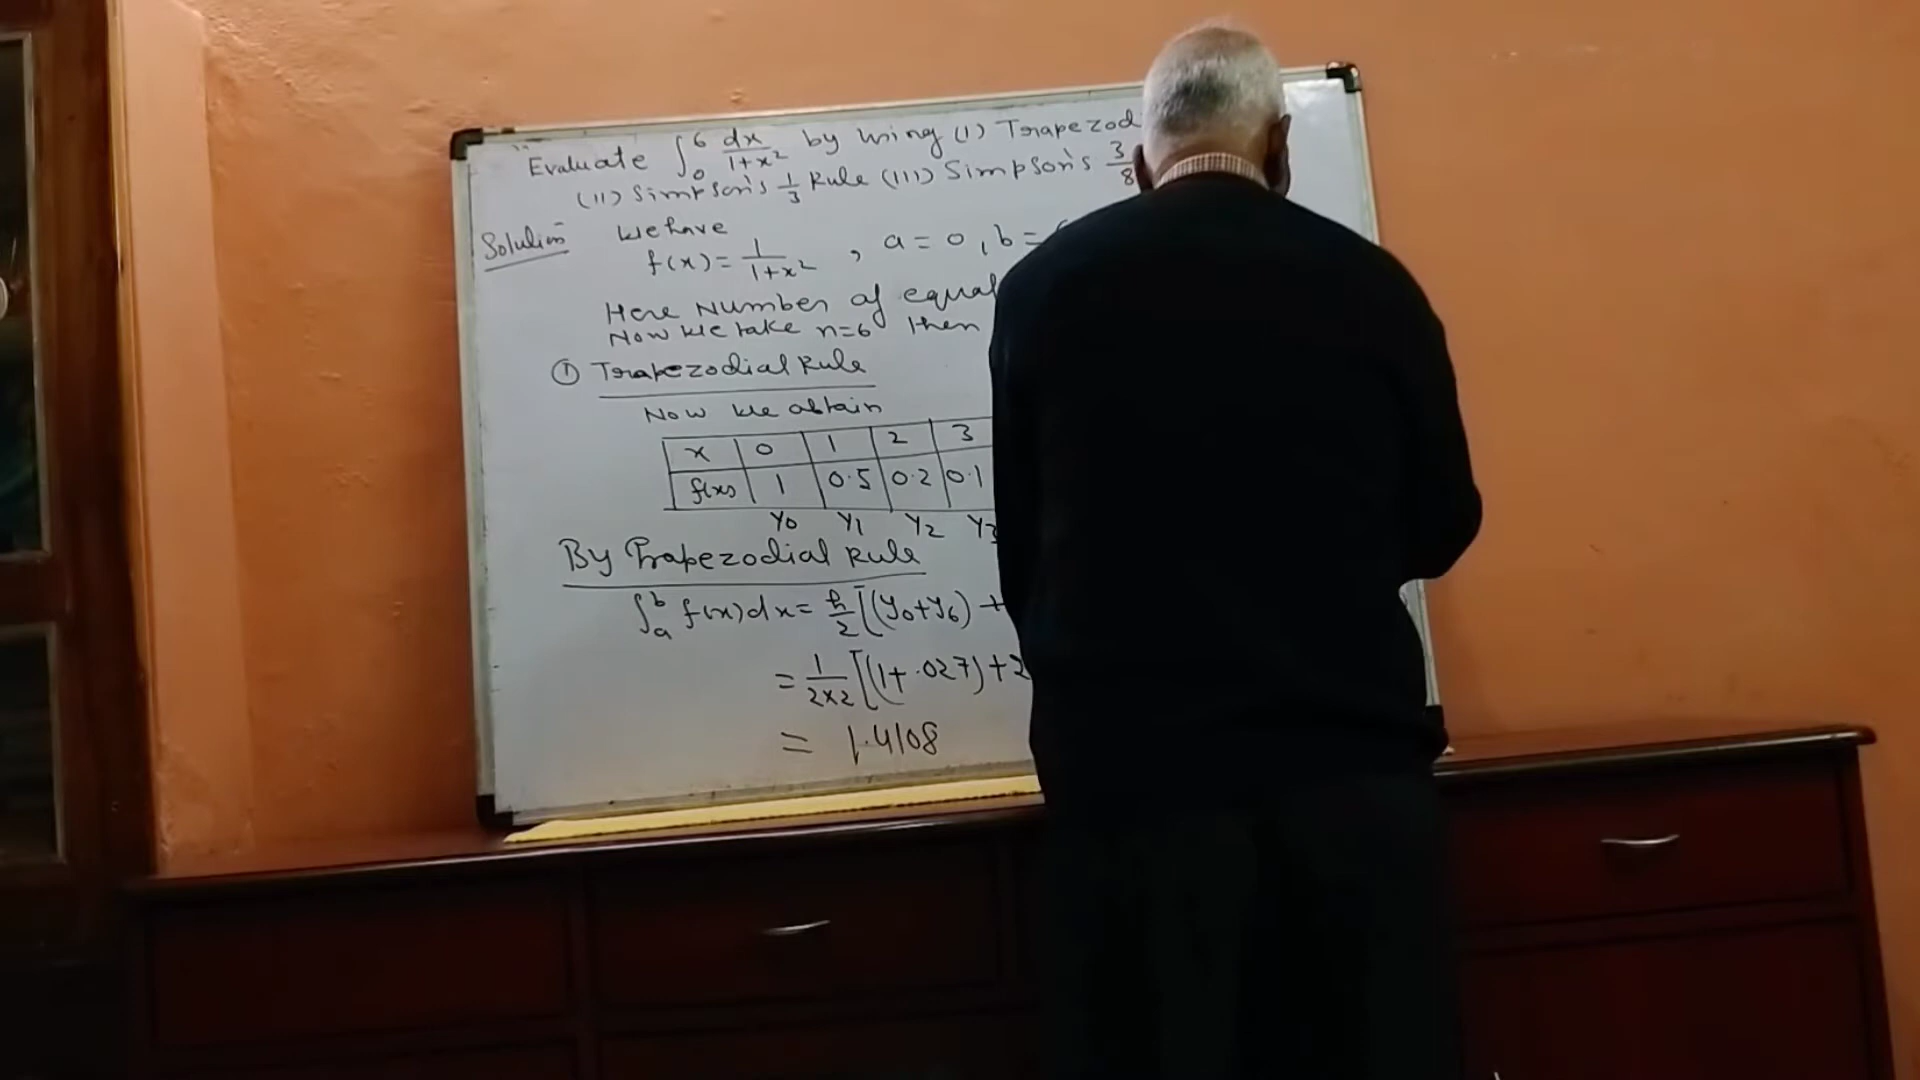 Evaluate ∫₀⁶ dx/1+x² by using (I) Trapezod
(II) Simpson's 1/3 Rule (III) Simpson's 3/8
Solution We have
f(x) = 1/1+x² , a = 0, b =
Here Number of equal
Now we take n=6 then
① Trapezodial Rule
Now we obtain
x 0 1 2 3
f(x) 1 0.5 0.2 0.1
Y0 Y1 Y2 Y3
By Trapezodial Rule
∫ₐᵇ f(x)dx = h/2 [(Y0+Y6) +
= 1/2×2 [(1+.027)+2
= 1.4108